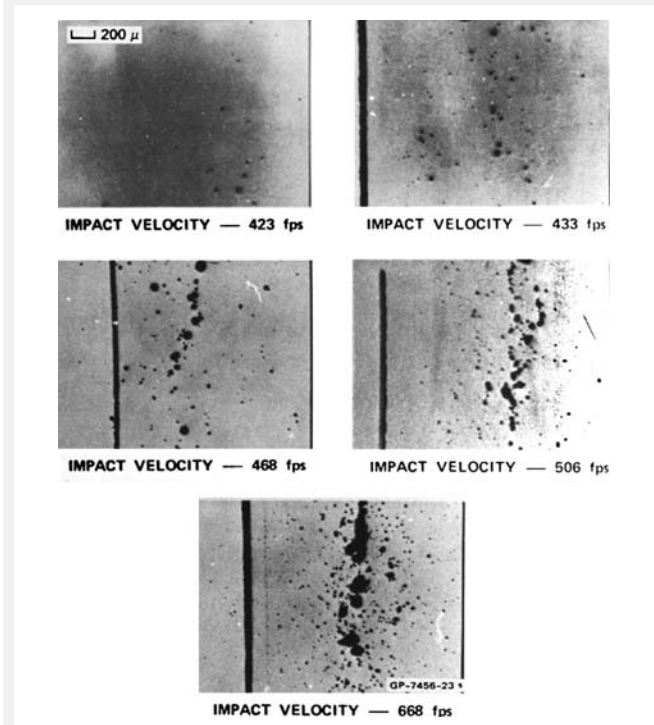 200 μ
IMPACT VELOCITY — 423 fps
IMPACT VELOCITY — 433 fps
IMPACT VELOCITY — 468 fps
IMPACT VELOCITY — 506 fps
GP-7456-23
IMPACT VELOCITY — 668 fps